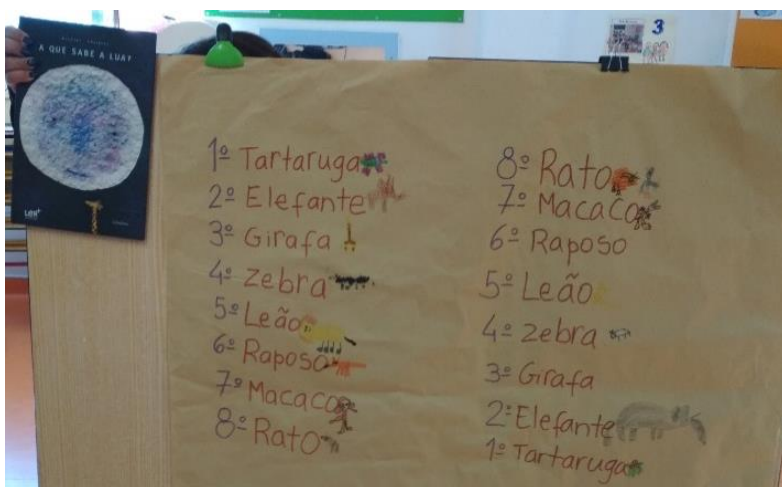 A QUE SABE A LUA?
1º Tartaruga
2º Elefante
3º Girafa
4º Zebra
5º Leão
6º Raposo
7º Macaco
8º Rato
8º Rato
7º Macaco
6º Raposo
5º Leão
4º Zebra
3º Girafa
2º Elefante
1º Tartaruga
3